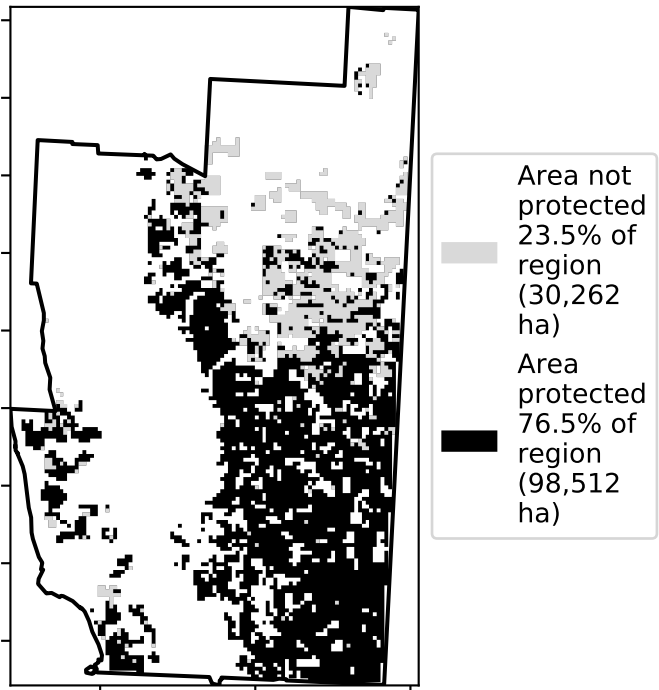 Area not
protected
23.5% of
region
(30,262
ha)
Area
protected
76.5% of
region
(98,512
ha)